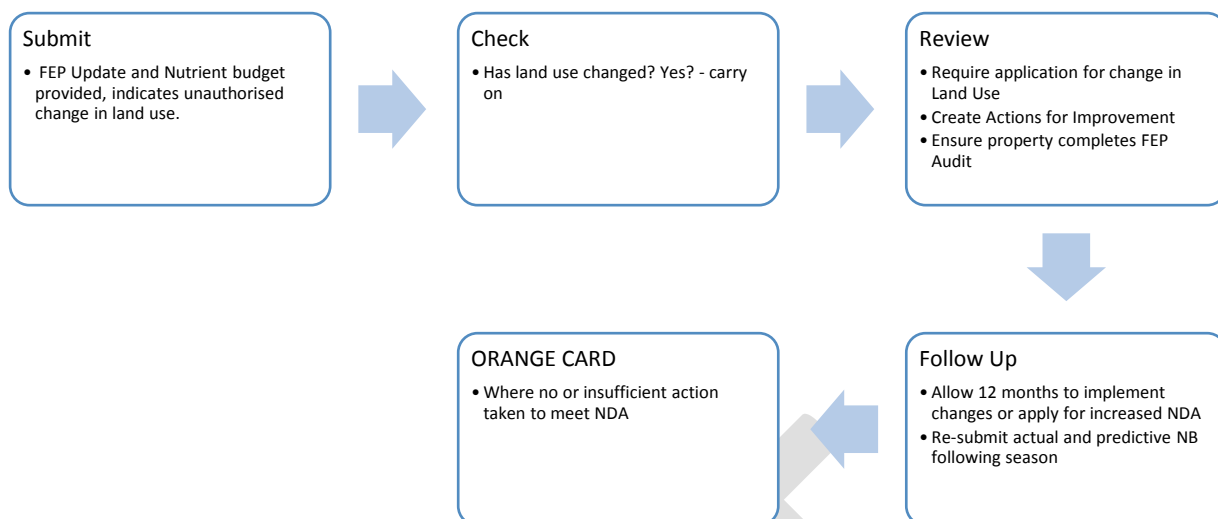 Submit
• FEP Update and Nutrient budget
provided, indicates unauthorised
change in land use.
Check
• Has land use changed? Yes? - carry
on
Review
• Require application for change in
Land Use
• Create Actions for Improvement
• Ensure property completes FEP
Audit
Follow Up
• Allow 12 months to implement
changes or apply for increased NDA
• Re-submit actual and predictive NB
following season
ORANGE CARD
• Where no or insufficient action
taken to meet NDA